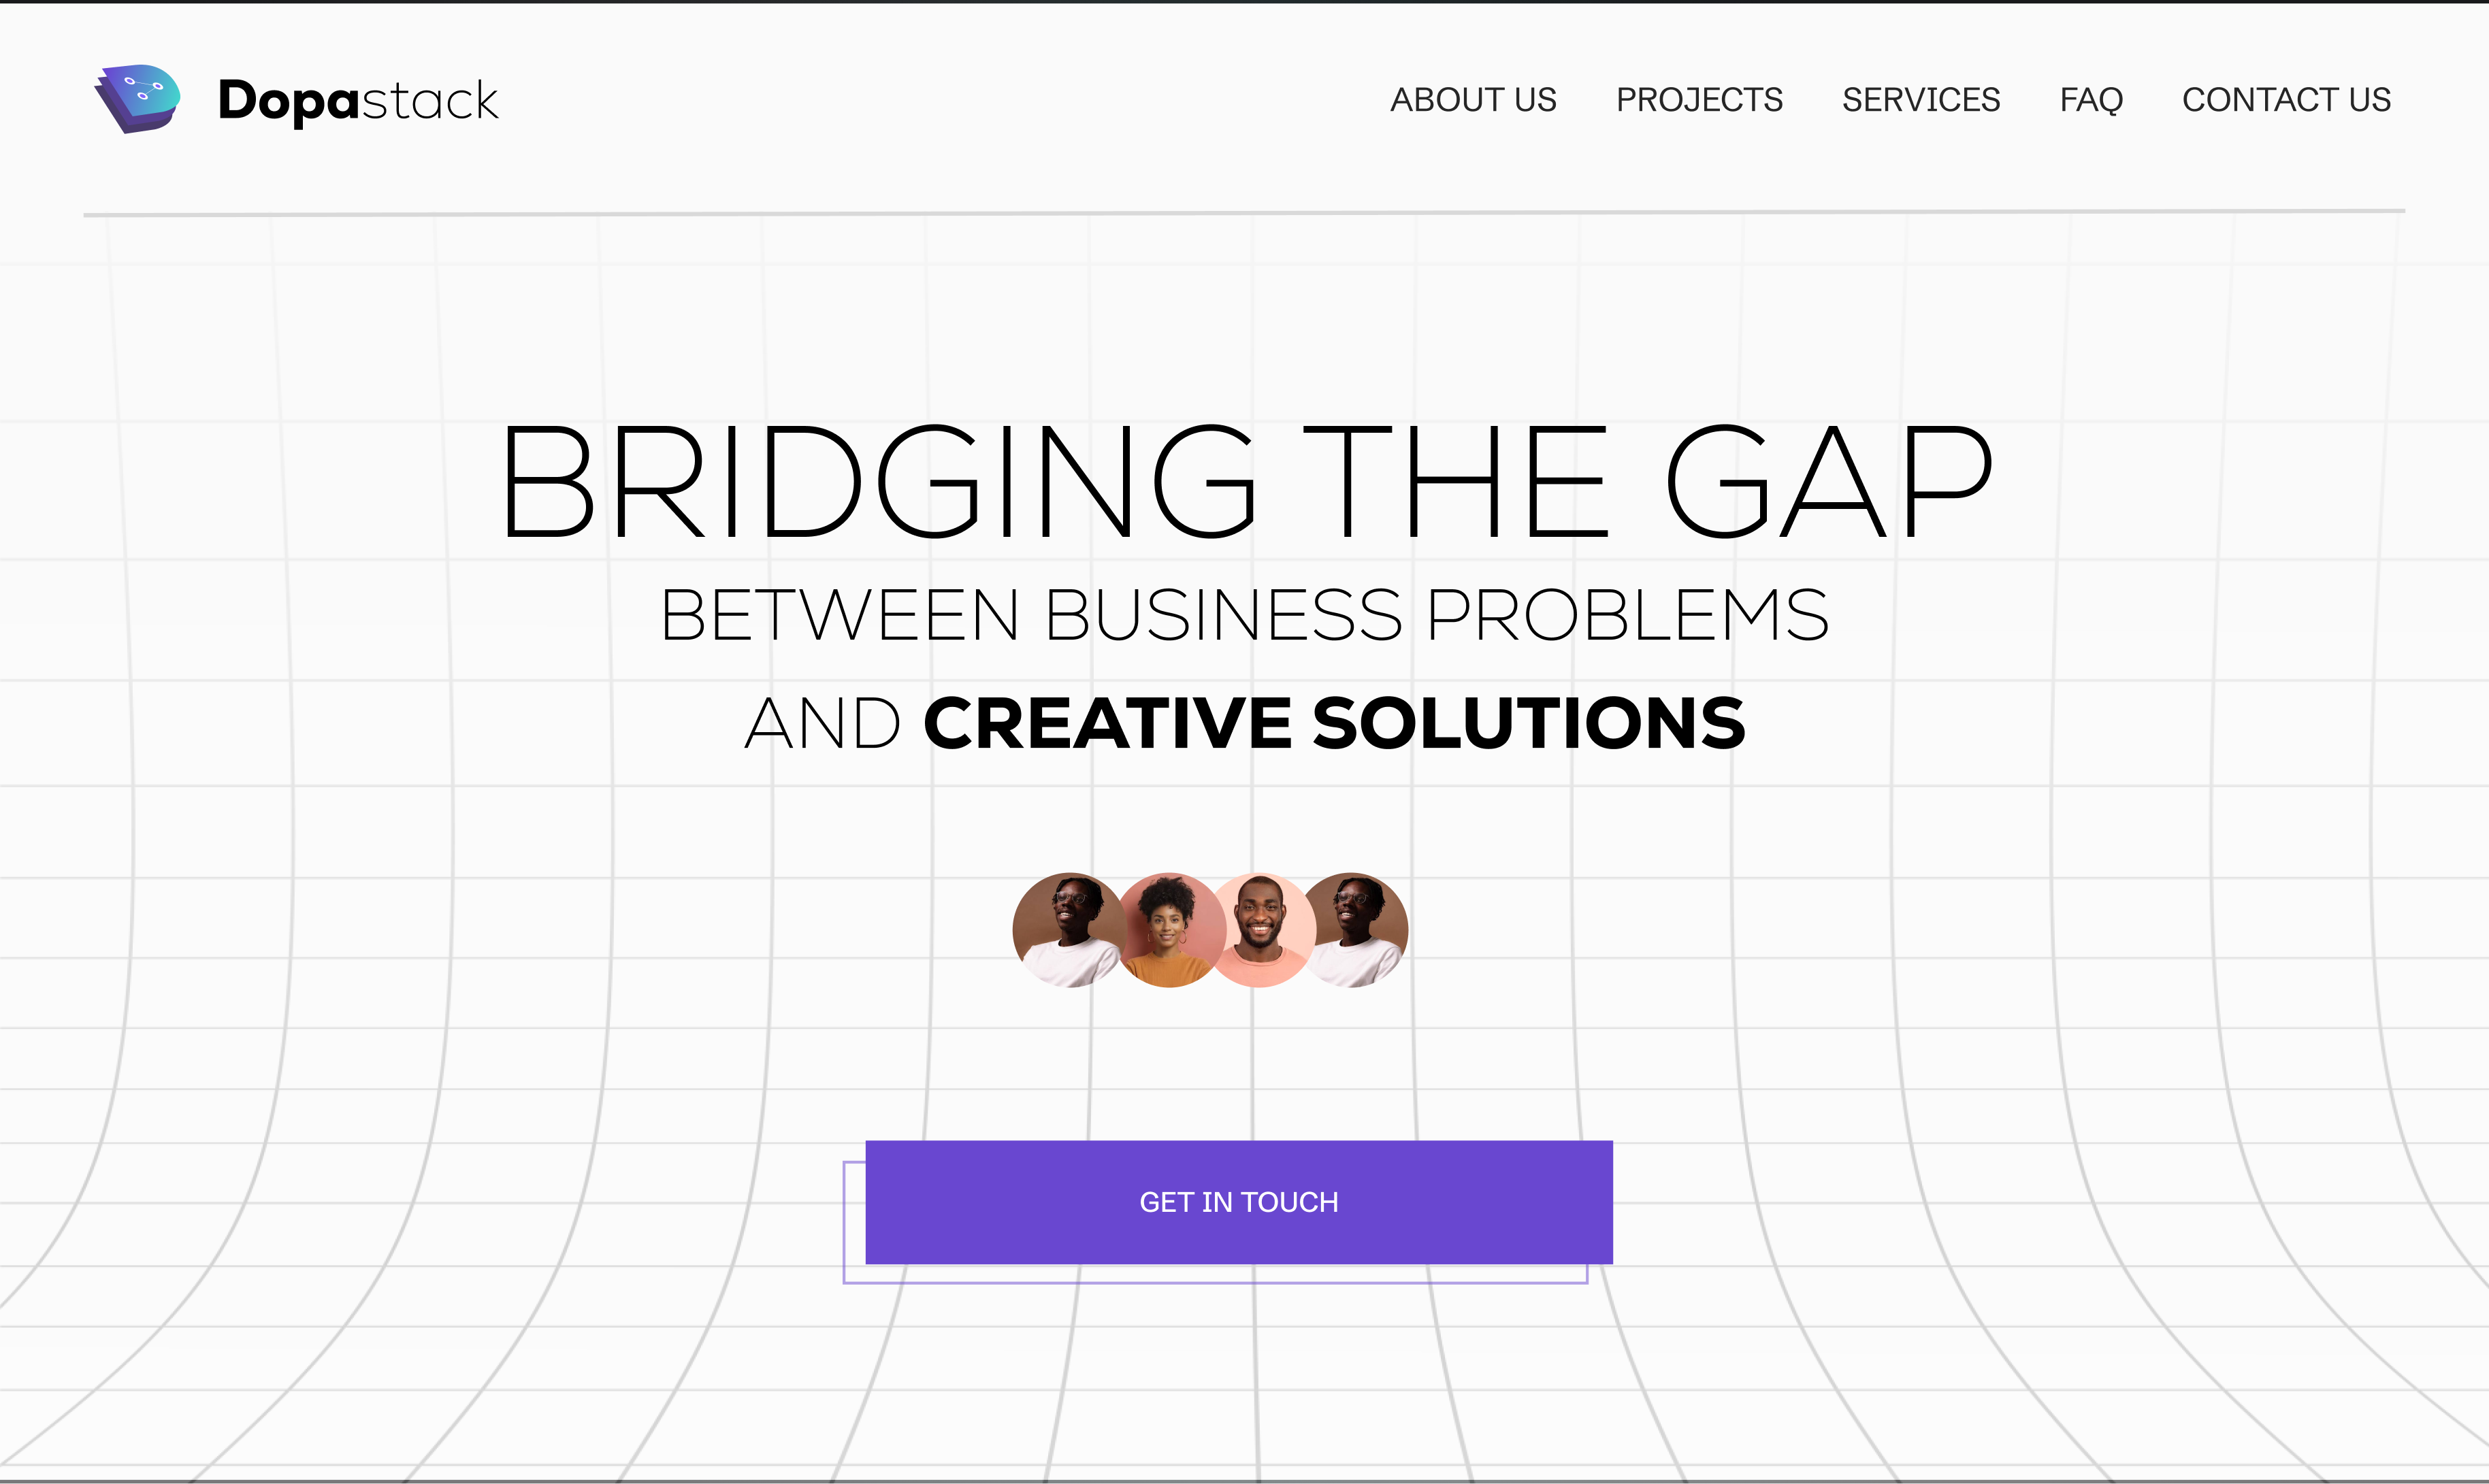 Dopastack
ABOUT US PROJECTS SERVICES FAQ CONTACT US
BRIDGING THE GAP
BETWEEN BUSINESS PROBLEMS
AND CREATIVE SOLUTIONS
GET IN TOUCH